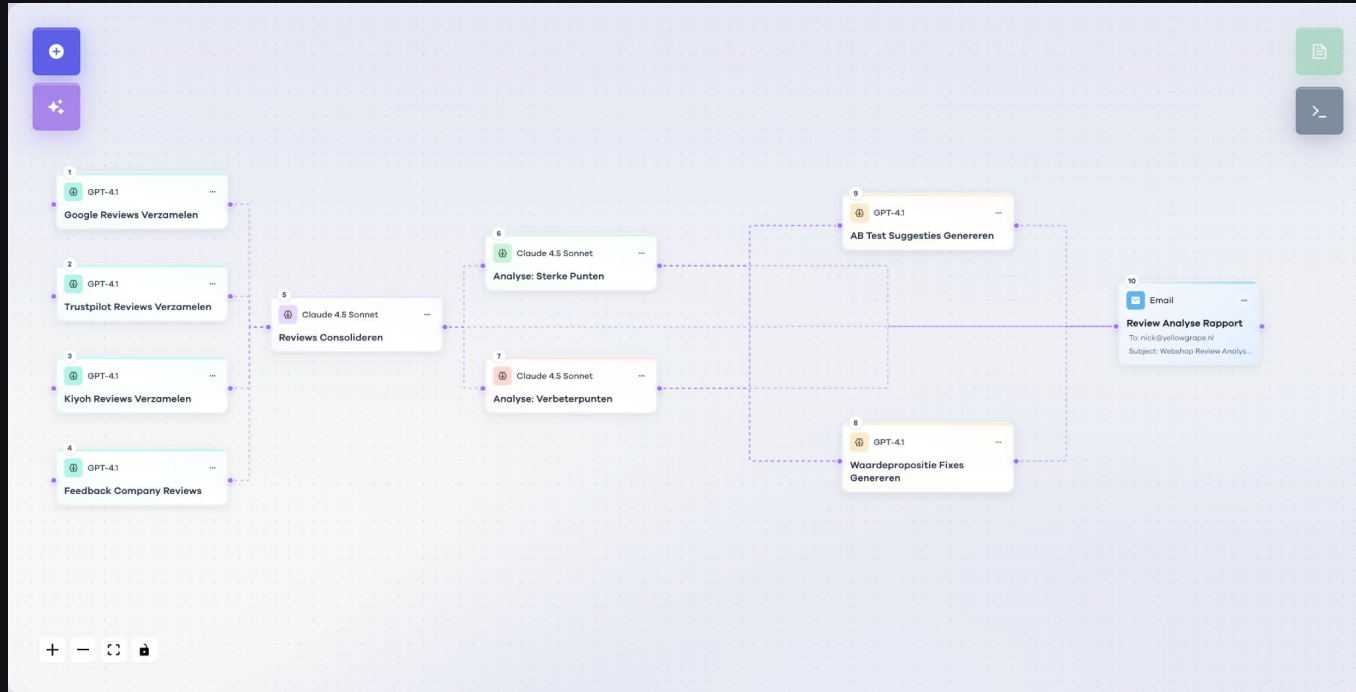 1
GPT-4.1
Google Reviews Verzamelen
2
GPT-4.1
Trustpilot Reviews Verzamelen
3
GPT-4.1
Kiyoh Reviews Verzamelen
4
GPT-4.1
Feedback Company Reviews
5
Claude 4.5 Sonnet
Reviews Consolideren
6
Claude 4.5 Sonnet
Analyse: Sterke Punten
7
Claude 4.5 Sonnet
Analyse: Verbeterpunten
9
GPT-4.1
AB Test Suggesties Genereren
8
GPT-4.1
Waardepropositie Fixes
Genereren
10
Email
Review Analyse Rapport
To: nick@yellowgrape.nl
Subject: Webshop Review Analys...